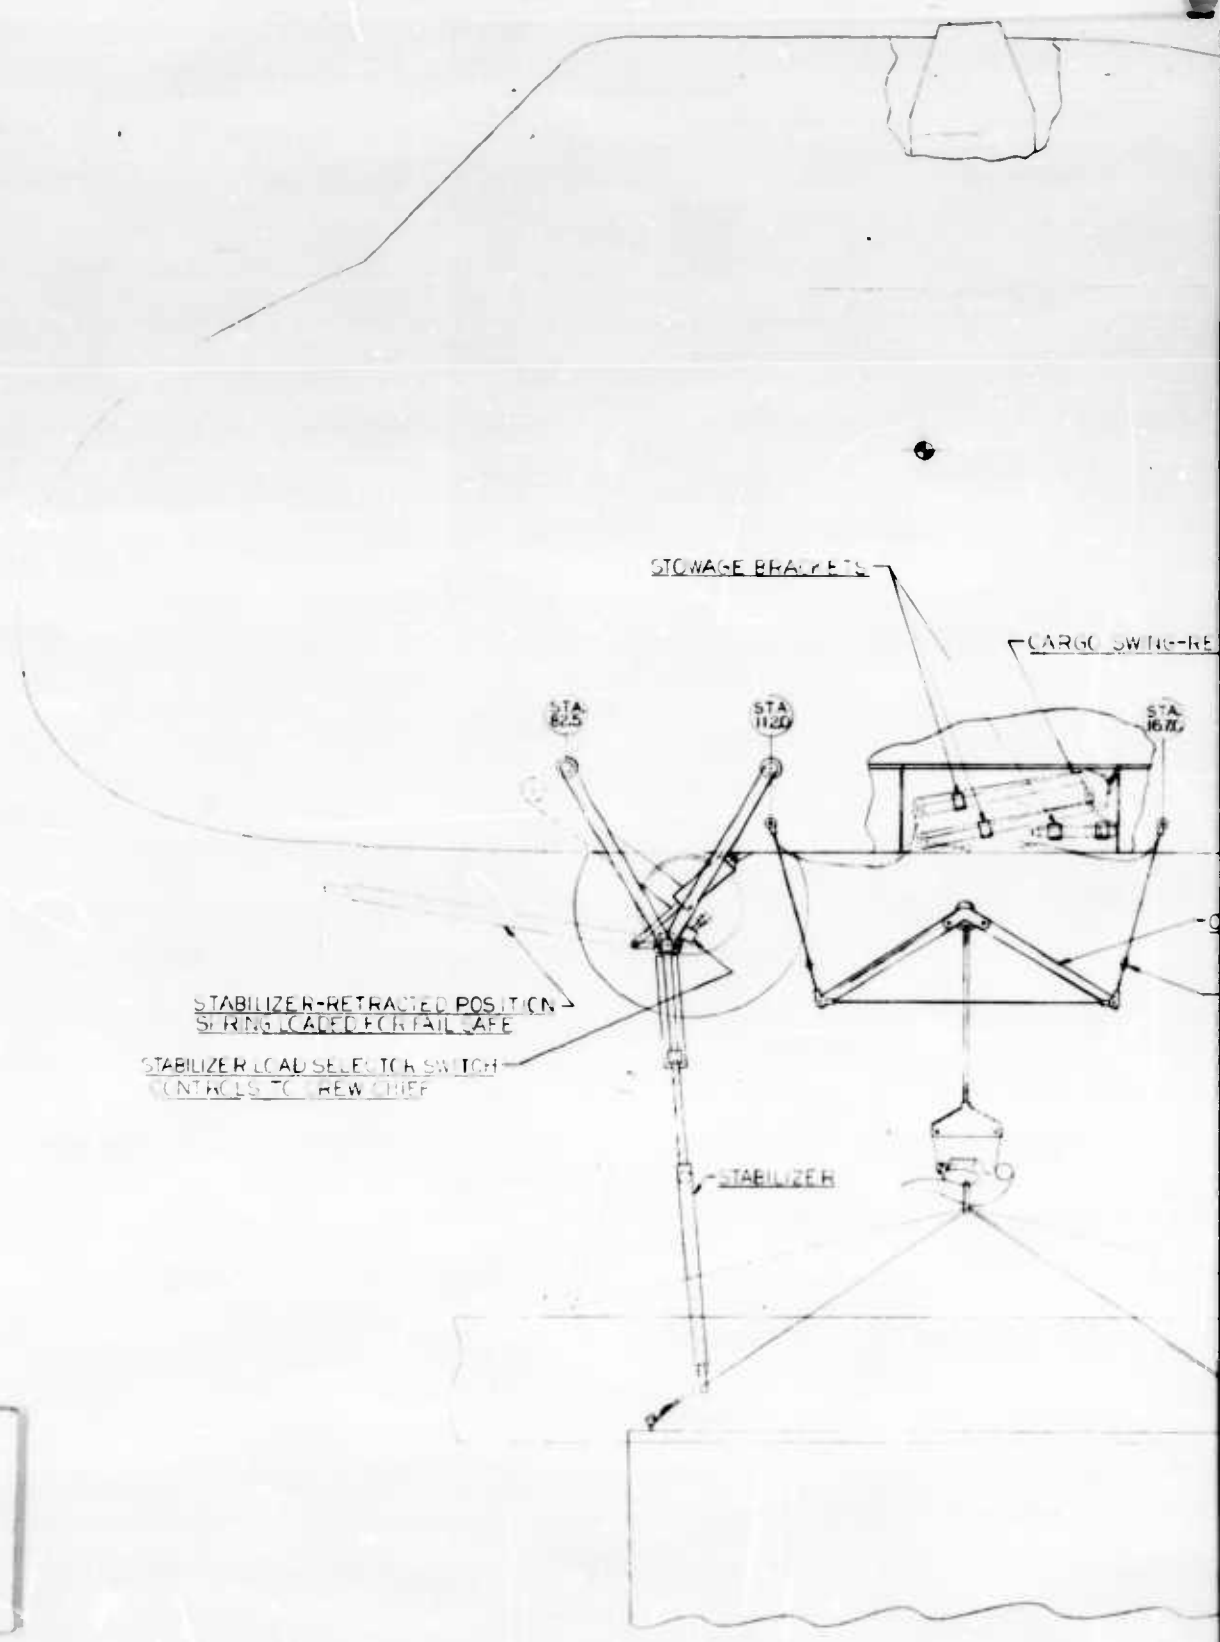 STOWAGE BRACKETS
CARGO SWING-RE
STA.
82.5
STA.
112.0
STA.
167.0
STABILIZER-RETRACTED POSITION
SPRING LOADED FOR FAIL SAFE
STABILIZER LOAD SELECTOR SWITCH
CONTROLS TO CREW CHIEF
STABILIZER